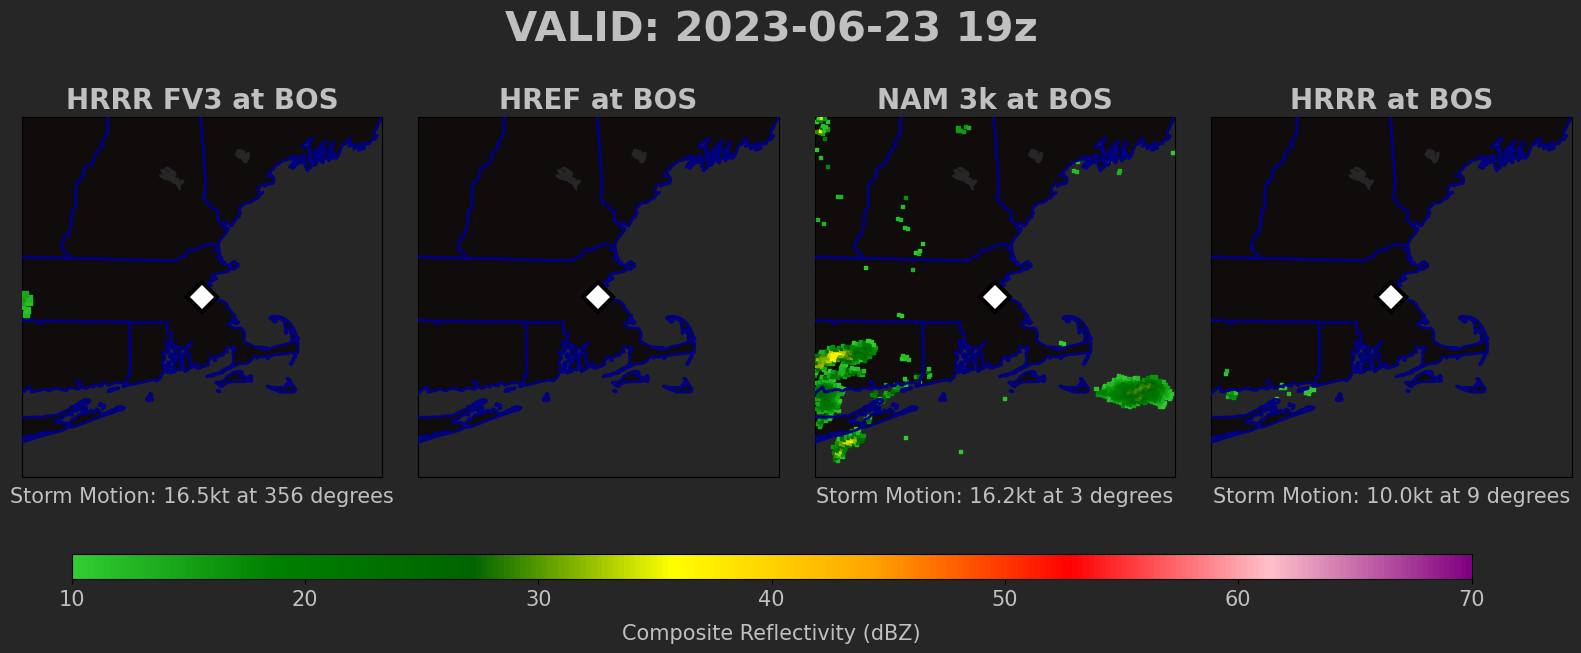 VALID: 2023-06-23 19z
HRRR FV3 at BOS
HREF at BOS
NAM 3k at BOS
HRRR at BOS
Storm Motion: 16.5kt at 356 degrees
Storm Motion: 16.2kt at 3 degrees
Storm Motion: 10.0kt at 9 degrees
10 20 30 40 50 60 70
Composite Reflectivity (dBZ)